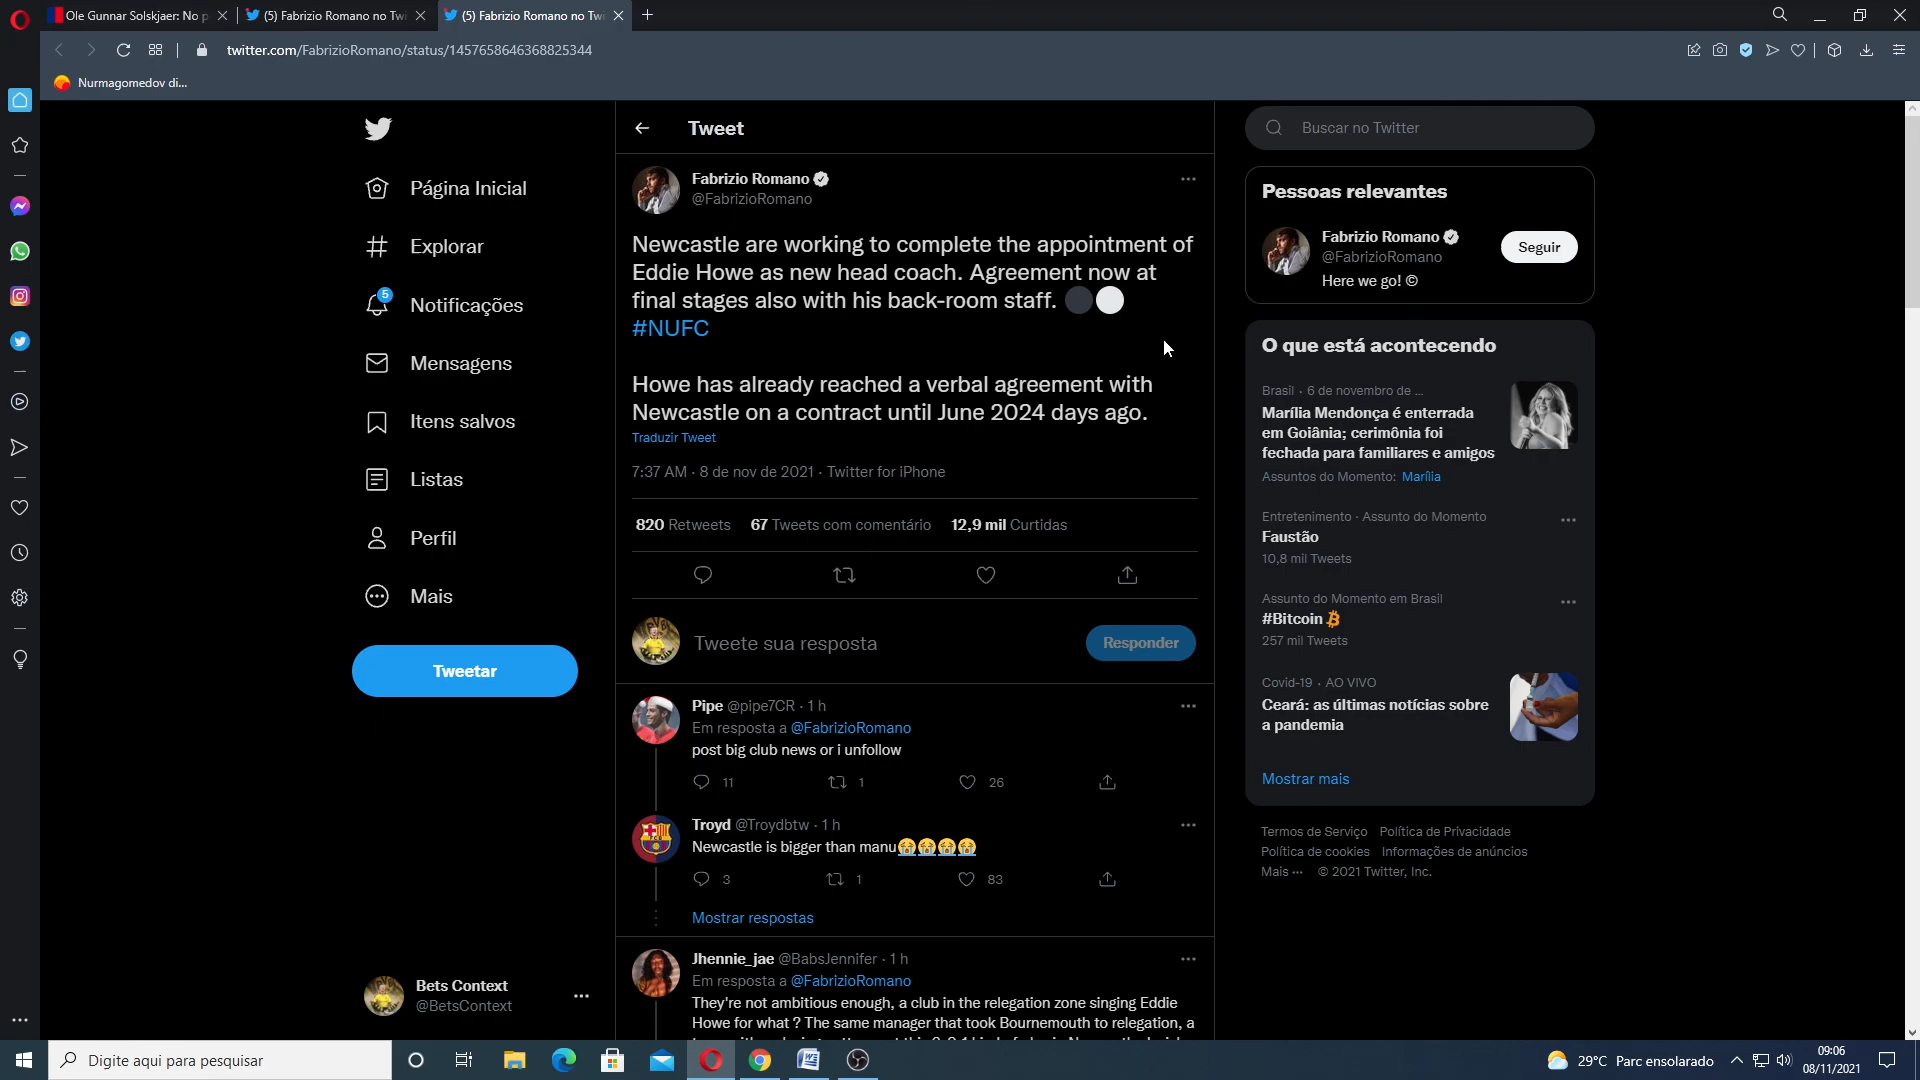 Ole Gunnar Solskjaer: No p
(5) Fabrizio Romano no Tw
(5) Fabrizio Romano no Tw
twitter.com/FabrizioRomano/status/1457658646368825344
Nurmagomedov di...
Página Inicial
Explorar
5
Notificações
Mensagens
Itens salvos
Listas
Perfil
Mais
Tweetar
Bets Context
@BetsContext
Tweet
Fabrizio Romano
@FabrizioRomano
Newcastle are working to complete the appointment of
Eddie Howe as new head coach. Agreement now at
final stages also with his back-room staff. ⚫⚪
#NUFC
Howe has already reached a verbal agreement with
Newcastle on a contract until June 2024 days ago.
Traduzir Tweet
7:37 AM · 8 de nov de 2021 · Twitter for iPhone
820 Retweets 67 Tweets com comentário 12,9 mil Curtidas
Tweete sua resposta
Responder
Pipe @pipe7CR · 1 h
Em resposta a @FabrizioRomano
post big club news or i unfollow
11 1 26
Troyd @Troydbtw · 1 h
Newcastle is bigger than manu😭😭😭😭
3 1 83
Mostrar respostas
Jhennie_jae @BabsJennifer · 1 h
Em resposta a @FabrizioRomano
They're not ambitious enough, a club in the relegation zone singing Eddie
Howe for what ? The same manager that took Bournemouth to relegation, a
Buscar no Twitter
Pessoas relevantes
Fabrizio Romano
@FabrizioRomano
Seguir
Here we go! ©
O que está acontecendo
Brasil · 6 de novembro de ...
Marília Mendonça é enterrada
em Goiânia; cerimônia foi
fechada para familiares e amigos
Assuntos do Momento: Marília
Entretenimento · Assunto do Momento
Faustão
10,8 mil Tweets
Assunto do Momento em Brasil
#Bitcoin
257 mil Tweets
Covid-19 · AO VIVO
Ceará: as últimas notícias sobre
a pandemia
Mostrar mais
Termos de Serviço Política de Privacidade
Política de cookies Informações de anúncios
Mais ··· © 2021 Twitter, Inc.
Digite aqui para pesquisar
29°C Parc ensolarado
09:06
08/11/2021